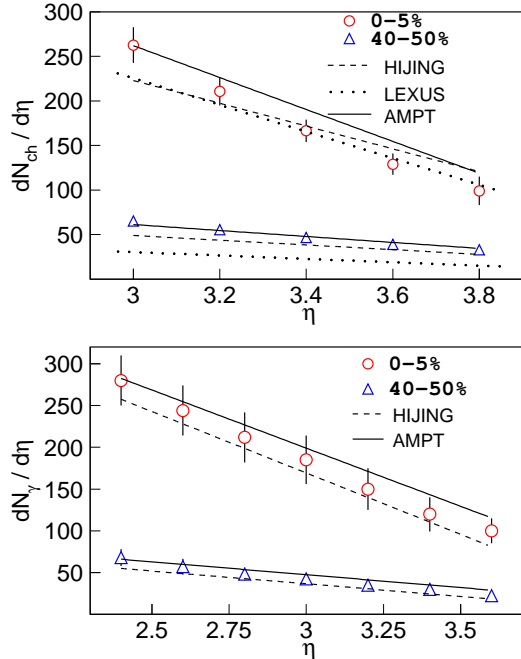 300
0−5%
40−50%
250
HIJING
200
LEXUS
AMPT
150
dN_ch / dη
100
50
3 3.2 3.4 3.6 3.8
η
300
0−5%
40−50%
250
HIJING
200
AMPT
150
dN_γ / dη
100
50
2.5 2.75 3 3.25 3.5
η